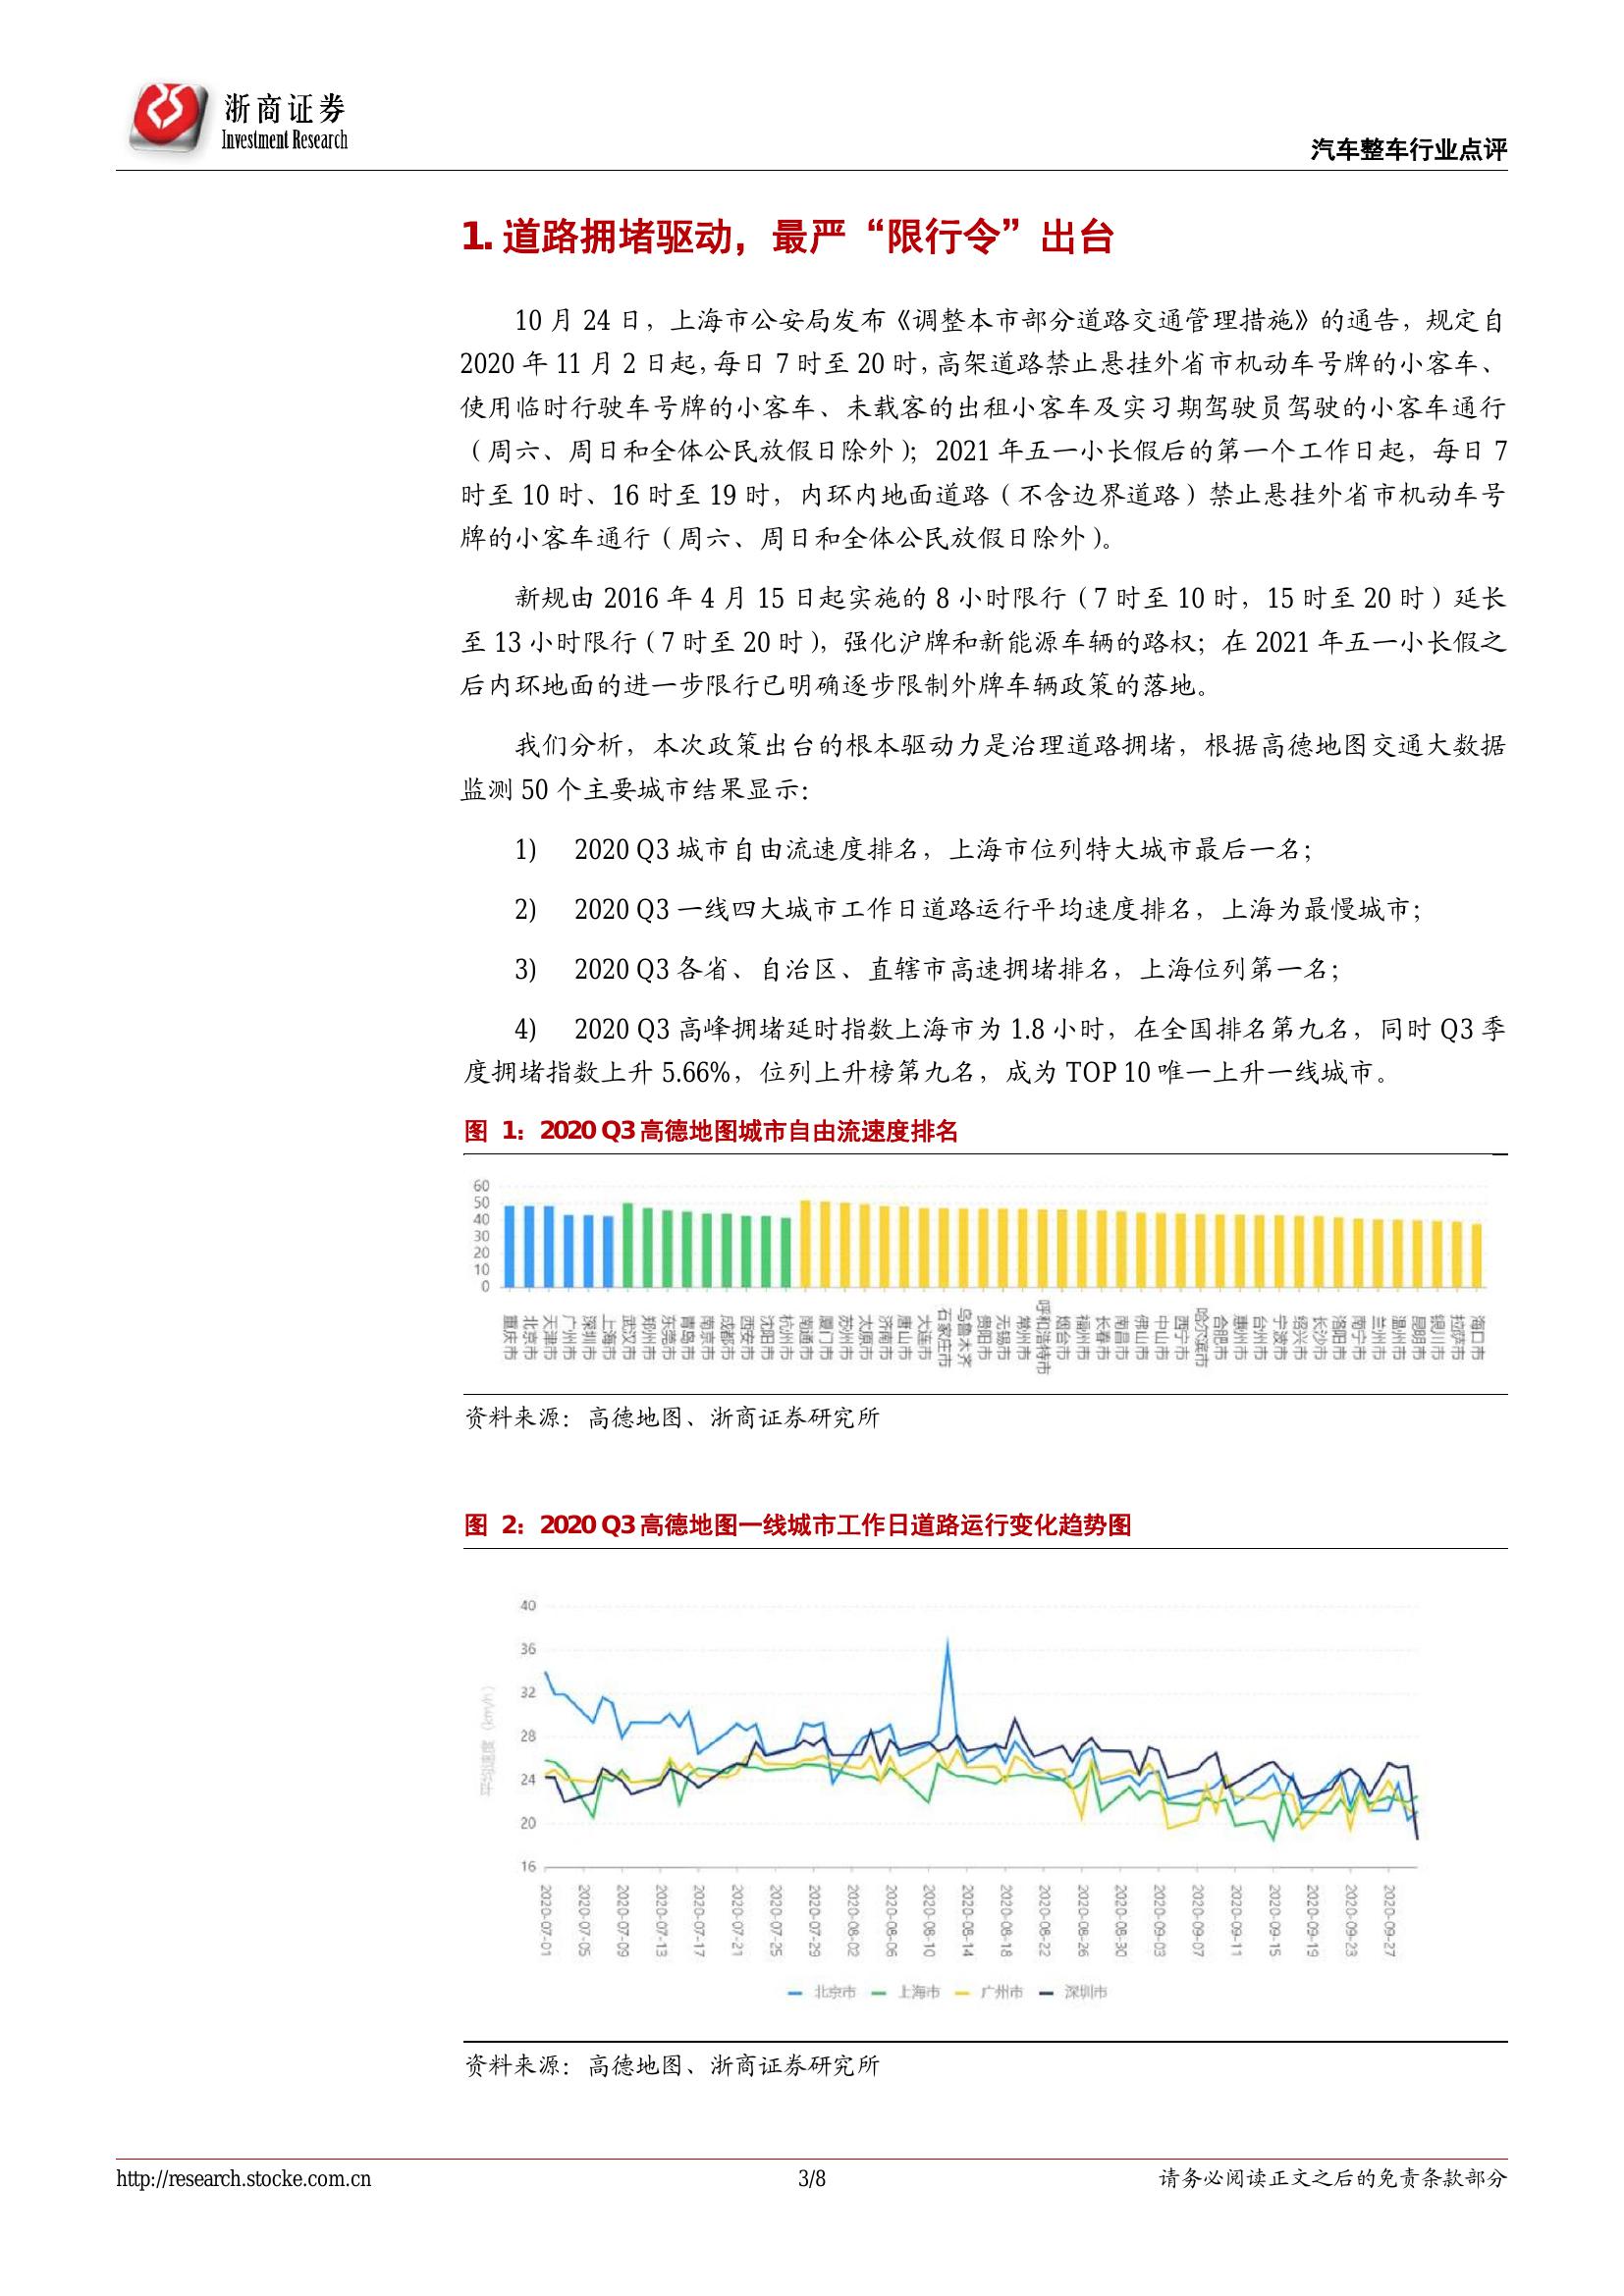 浙商证券
Investment Research
汽车整车行业点评
1. 道路拥堵驱动，最严“限行令”出台
10 月 24 日，上海市公安局发布《调整本市部分道路交通管理措施》的通告，规定自
2020 年 11 月 2 日起，每日 7 时至 20 时，高架道路禁止悬挂外省市机动车号牌的小客车、
使用临时行驶车号牌的小客车、未载客的出租小客车及实习期驾驶员驾驶的小客车通行
（周六、周日和全体公民放假日除外）；2021 年五一小长假后的第一个工作日起，每日 7
时至 10 时、16 时至 19 时，内环内地面道路（不含边界道路）禁止悬挂外省市机动车号
牌的小客车通行（周六、周日和全体公民放假日除外）。
新规由 2016 年 4 月 15 日起实施的 8 小时限行（7 时至 10 时，15 时至 20 时）延长
至 13 小时限行（7 时至 20 时），强化沪牌和新能源车辆的路权；在 2021 年五一小长假之
后内环地面的进一步限行已明确逐步限制外牌车辆政策的落地。
我们分析，本次政策出台的根本驱动力是治理道路拥堵，根据高德地图交通大数据
监测 50 个主要城市结果显示：
1) 2020 Q3 城市自由流速度排名，上海市位列特大城市最后一名；
2) 2020 Q3 一线四大城市工作日道路运行平均速度排名，上海为最慢城市；
3) 2020 Q3 各省、自治区、直辖市高速拥堵排名，上海位列第一名；
4) 2020 Q3 高峰拥堵延时指数上海市为 1.8 小时，在全国排名第九名，同时 Q3 季
度拥堵指数上升 5.66%，位列上升榜第九名，成为 TOP 10 唯一上升一线城市。
图 1：2020 Q3 高德地图城市自由流速度排名
60
50
40
30
20
10
0
重庆市
北京市
天津市
广州市
深圳市
上海市
武汉市
郑州市
东莞市
青岛市
南京市
成都市
西安市
沈阳市
杭州市
南通市
厦门市
苏州市
太原市
济南市
唐山市
大连市
石家庄市
乌鲁木齐
贵阳市
无锡市
常州市
呼和浩特市
烟台市
福州市
长春市
南昌市
佛山市
中山市
西宁市
哈尔滨市
合肥市
惠州市
台州市
宁波市
绍兴市
长沙市
洛阳市
南宁市
兰州市
温州市
昆明市
银川市
拉萨市
海口市
资料来源：高德地图、浙商证券研究所
图 2：2020 Q3 高德地图一线城市工作日道路运行变化趋势图
40
36
32
28
24
20
16
2020-07-01
2020-07-05
2020-07-09
2020-07-13
2020-07-17
2020-07-21
2020-07-25
2020-07-29
2020-08-02
2020-08-06
2020-08-10
2020-08-14
2020-08-18
2020-08-22
2020-08-26
2020-08-30
2020-09-03
2020-09-07
2020-09-11
2020-09-15
2020-09-19
2020-09-23
2020-09-27
北京市 上海市 广州市 深圳市
资料来源：高德地图、浙商证券研究所
http://research.stocke.com.cn 3/8 请务必阅读正文之后的免责条款部分